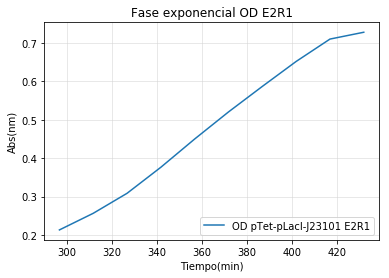 Fase exponencial OD E2R1
Abs(nm)
0.7
0.6
0.5
0.4
0.3
0.2
OD pTet-pLacI-J23101 E2R1
300 320 340 360 380 400 420
Tiempo(min)